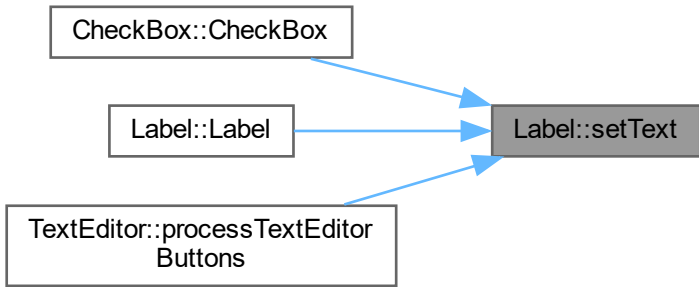 CheckBox::CheckBox
Label::Label
Label::setText
TextEditor::processTextEditor
Buttons